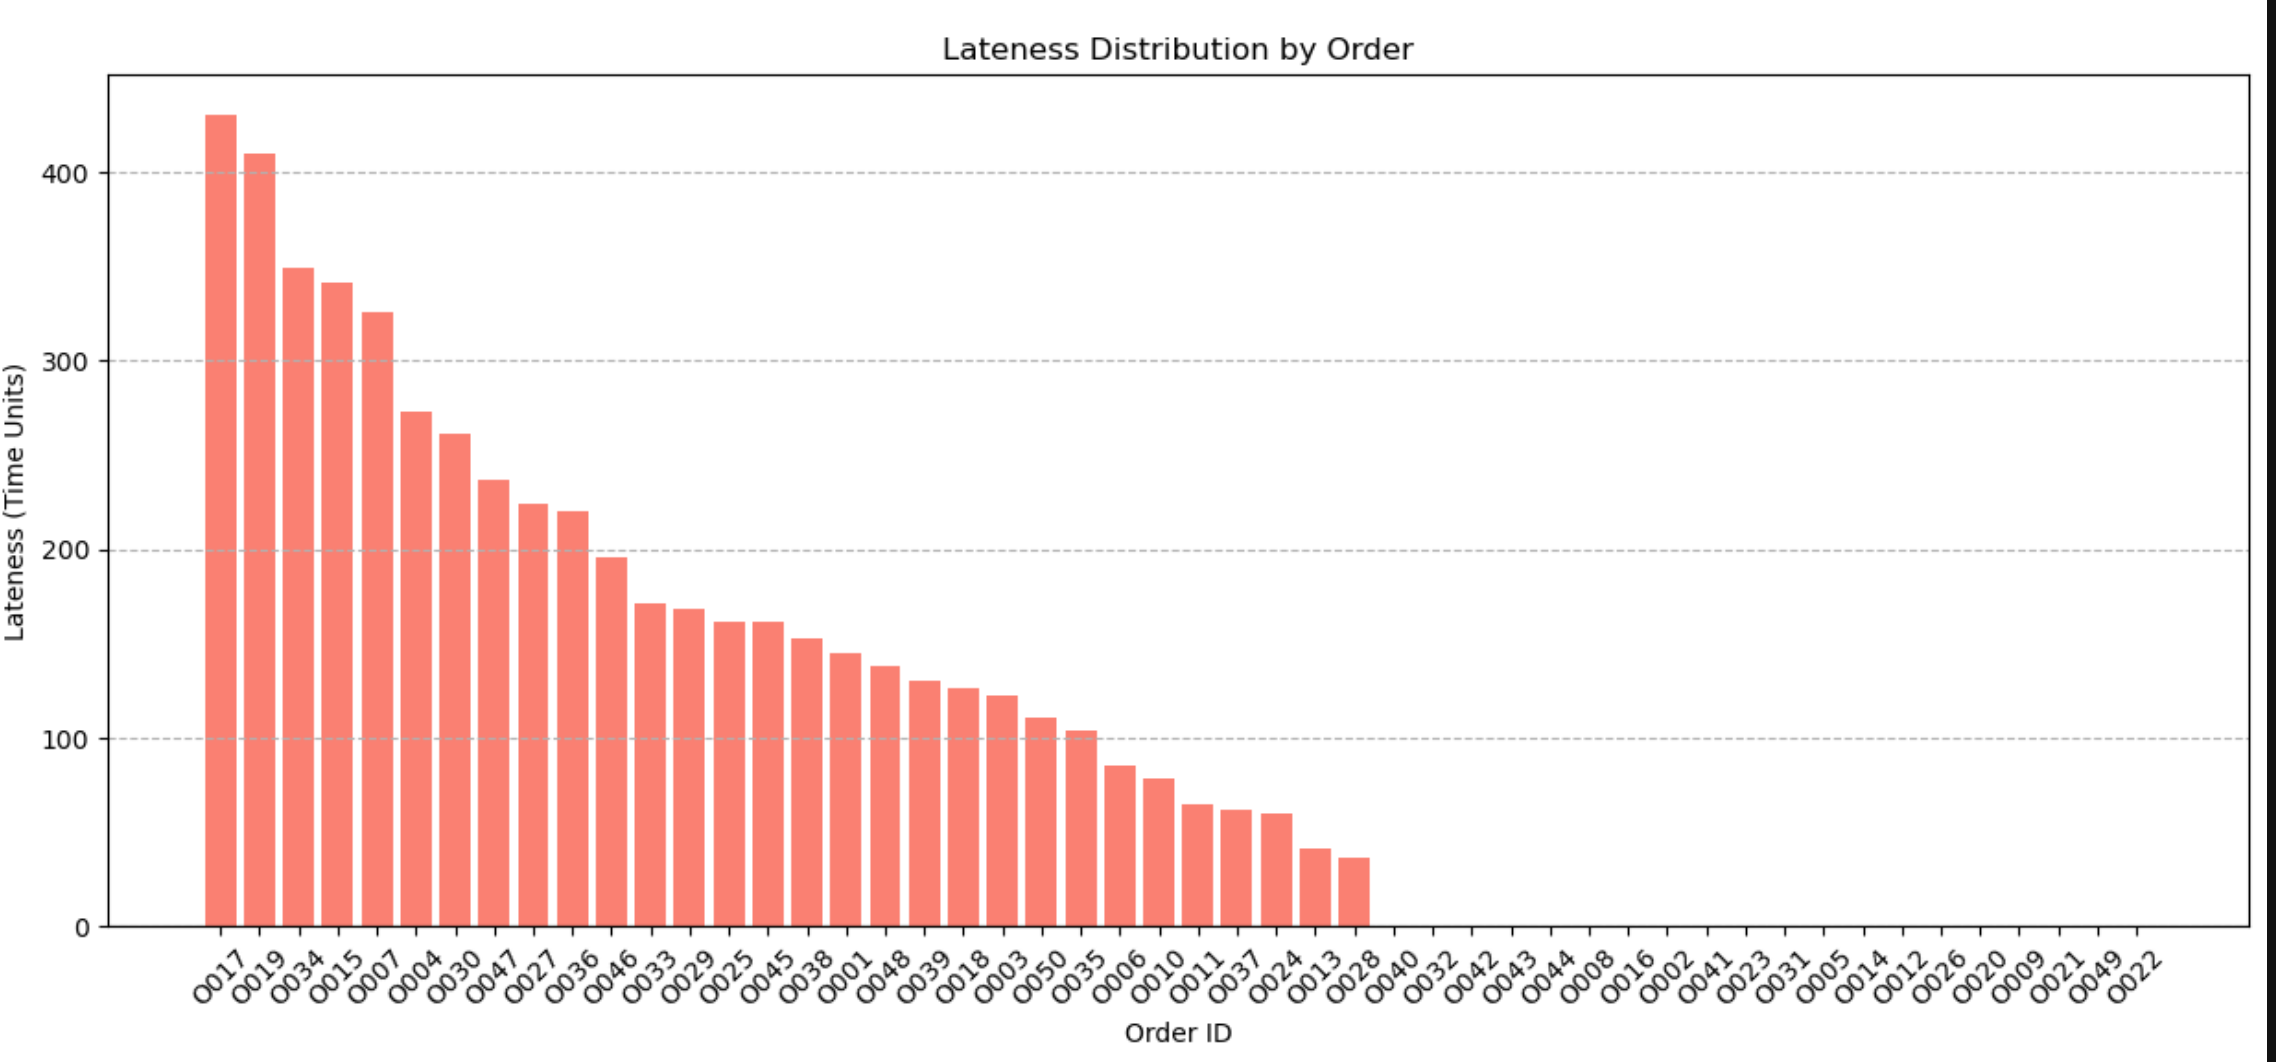 Lateness Distribution by Order
Lateness (Time Units)
400
300
200
100
0
O017 O019 O034 O015 O007 O004 O030 O047 O027 O036 O046 O033 O029 O025 O045 O038 O001 O048 O039 O018 O003 O050 O035 O006 O010 O011 O037 O024 O013 O028 O040 O032 O042 O043 O044 O008 O016 O002 O041 O023 O031 O005 O014 O012 O026 O020 O009 O021 O049 O022
Order ID